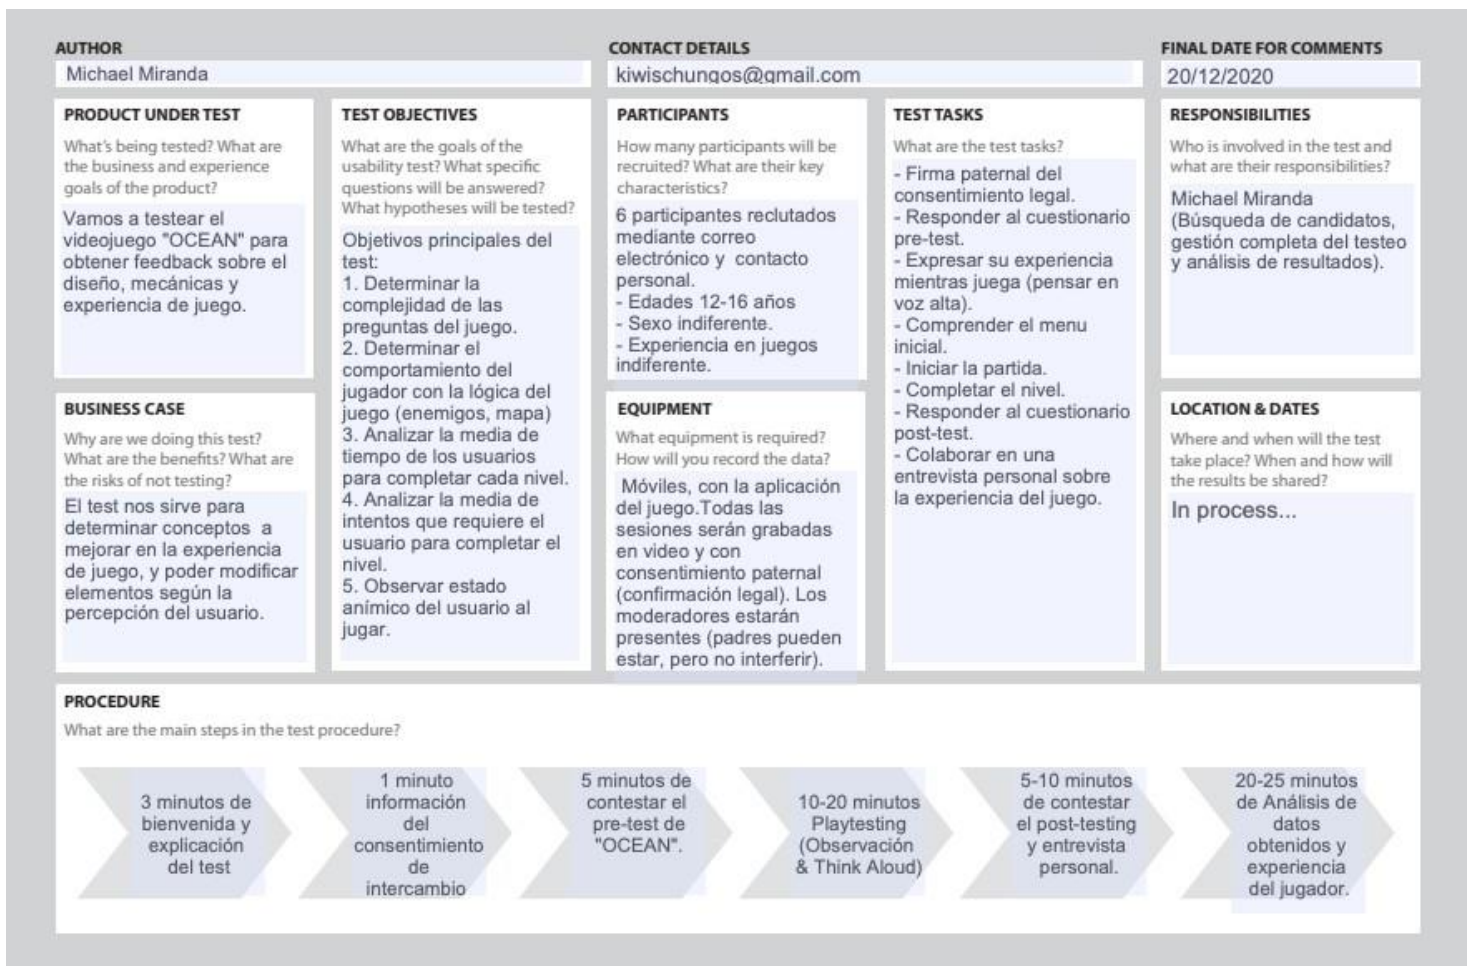 AUTHOR
Michael Miranda
CONTACT DETAILS
kiwischungos@gmail.com
FINAL DATE FOR COMMENTS
20/12/2020
PRODUCT UNDER TEST
What's being tested? What are
the business and experience
goals of the product?
Vamos a testear el
videojuego "OCEAN" para
obtener feedback sobre el
diseño, mecánicas y
experiencia de juego.
BUSINESS CASE
Why are we doing this test?
What are the benefits? What are
the risks of not testing?
El test nos sirve para
determinar conceptos a
mejorar en la experiencia
de juego, y poder modificar
elementos según la
percepción del usuario.
TEST OBJECTIVES
What are the goals of the
usability test? What specific
questions will be answered?
What hypotheses will be tested?
Objetivos principales del
test:
1. Determinar la
complejidad de las
preguntas del juego.
2. Determinar el
comportamiento del
jugador con la lógica del
juego (enemigos, mapa)
3. Analizar la media de
tiempo de los usuarios
para completar cada nivel.
4. Analizar la media de
intentos que requiere el
usuario para completar el
nivel.
5. Observar estado
anímico del usuario al
jugar.
PARTICIPANTS
How many participants will be
recruited? What are their key
characteristics?
6 participantes reclutados
mediante correo
electrónico y contacto
personal.
- Edades 12-16 años
- Sexo indiferente.
- Experiencia en juegos
indiferente.
EQUIPMENT
What equipment is required?
How will you record the data?
Móviles, con la aplicación
del juego.Todas las
sesiones serán grabadas
en video y con
consentimiento paternal
(confirmación legal). Los
moderadores estarán
presentes (padres pueden
estar, pero no interferir).
TEST TASKS
What are the test tasks?
- Firma paternal del
consentimiento legal.
- Responder al cuestionario
pre-test.
- Expresar su experiencia
mientras juega (pensar en
voz alta).
- Comprender el menu
inicial.
- Iniciar la partida.
- Completar el nivel.
- Responder al cuestionario
post-test.
- Colaborar en una
entrevista personal sobre
la experiencia del juego.
RESPONSIBILITIES
Who is involved in the test and
what are their responsibilities?
Michael Miranda
(Búsqueda de candidatos,
gestión completa del testeo
y análisis de resultados).
LOCATION & DATES
Where and when will the test
take place? When and how will
the results be shared?
In process...
PROCEDURE
What are the main steps in the test procedure?
3 minutos de
bienvenida y
explicación
del test
1 minuto
información
del
consentimiento
de
intercambio
5 minutos de
contestar el
pre-test de
"OCEAN".
10-20 minutos
Playtesting
(Observación
& Think Aloud)
5-10 minutos
de contestar
el post-testing
y entrevista
personal.
20-25 minutos
de Análisis de
datos
obtenidos y
experiencia
del jugador.